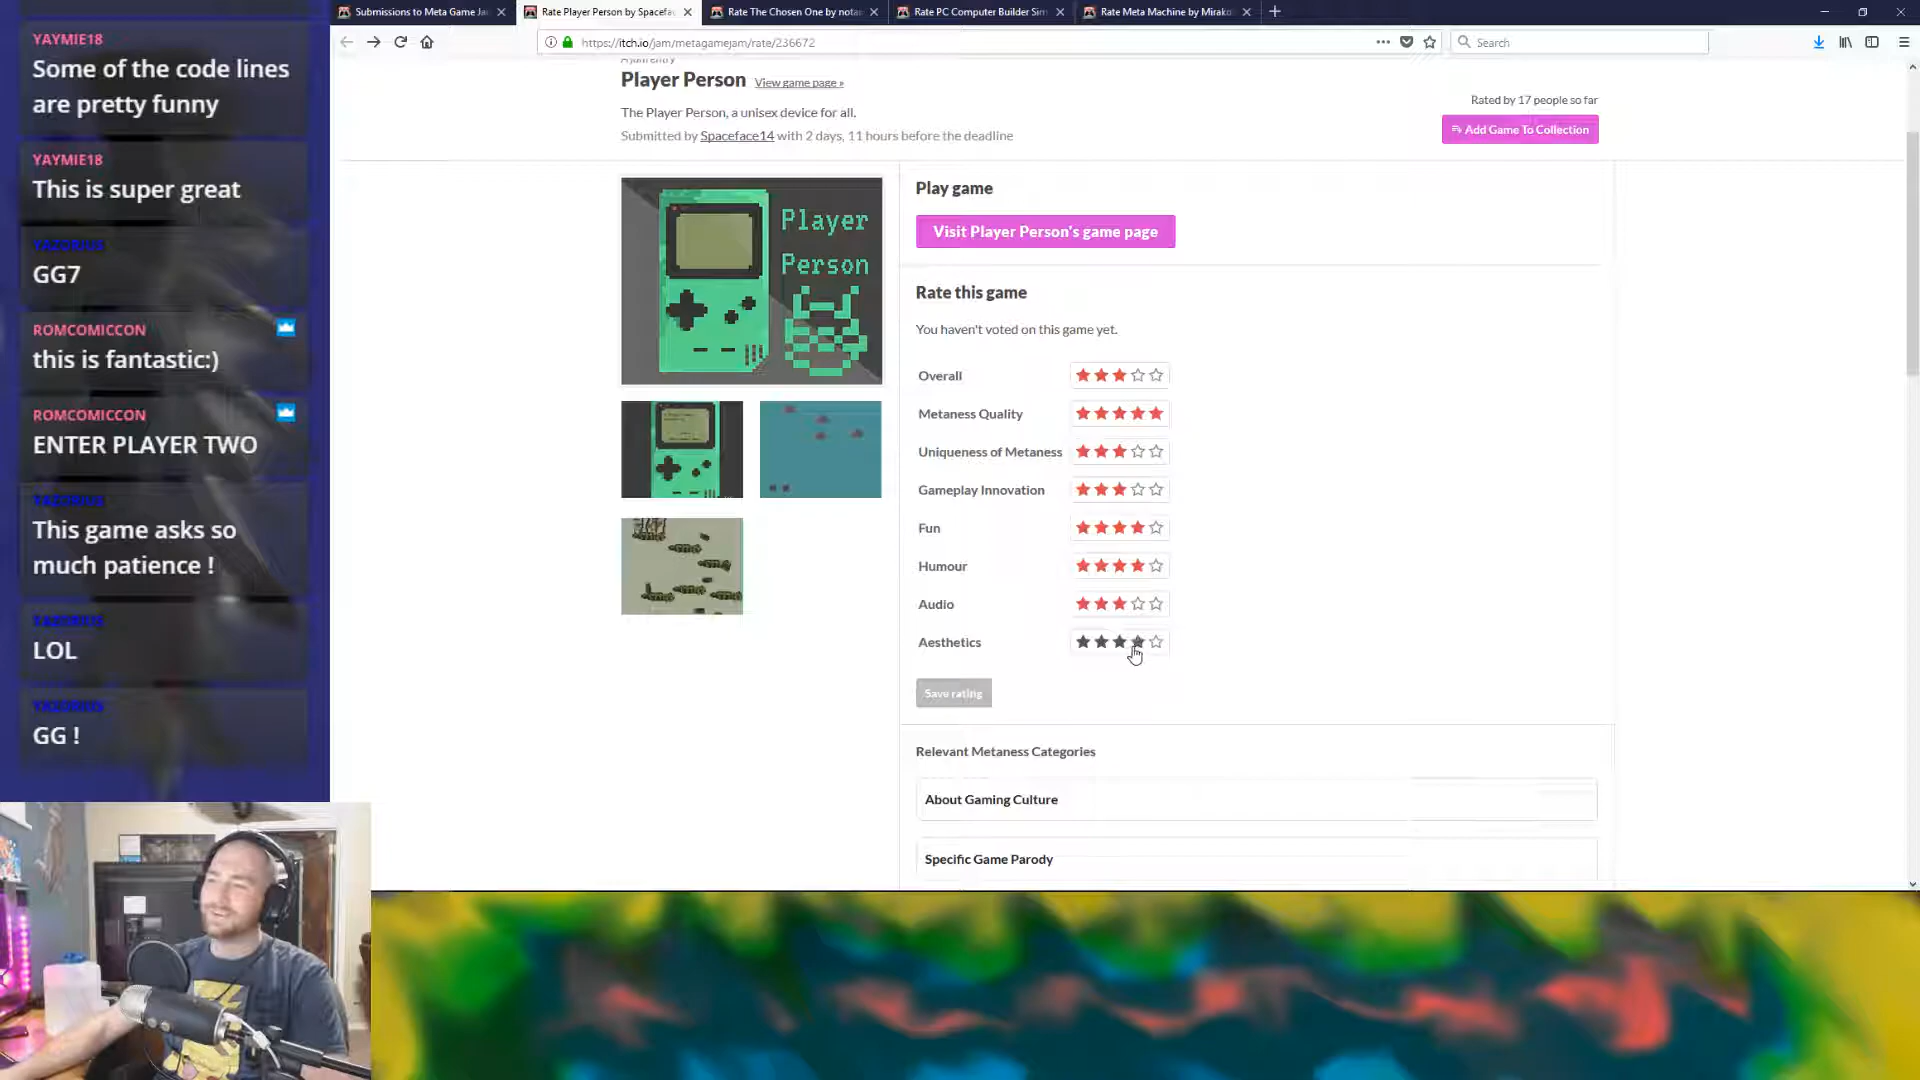 YAYMIE18
Some of the code lines
are pretty funny
YAYMIE18
This is super great
YAZORIUS
GG7
ROMCOMICCON
this is fantastic:)
ROMCOMICCON
ENTER PLAYER TWO
YAZORIUS
This game asks so
much patience !
YAZORIUS
LOL
YAZORIUS
GG !
Submissions to Meta Game Ja
Rate Player Person by Spacefa
Rate The Chosen One by nota
Rate PC Computer Builder Sim
Rate Meta Machine by Mirako
https://itch.io/jam/metagamejam/rate/236672
Search
A jam entry
Player Person View game page »
The Player Person, a unisex device for all.
Submitted by Spaceface14 with 2 days, 11 hours before the deadline
Rated by 17 people so far
Add Game To Collection
Player
Person
Play game
Visit Player Person's game page
Rate this game
You haven't voted on this game yet.
Overall
Metaness Quality
Uniqueness of Metaness
Gameplay Innovation
Fun
Humour
Audio
Aesthetics
Save rating
Relevant Metaness Categories
About Gaming Culture
Specific Game Parody